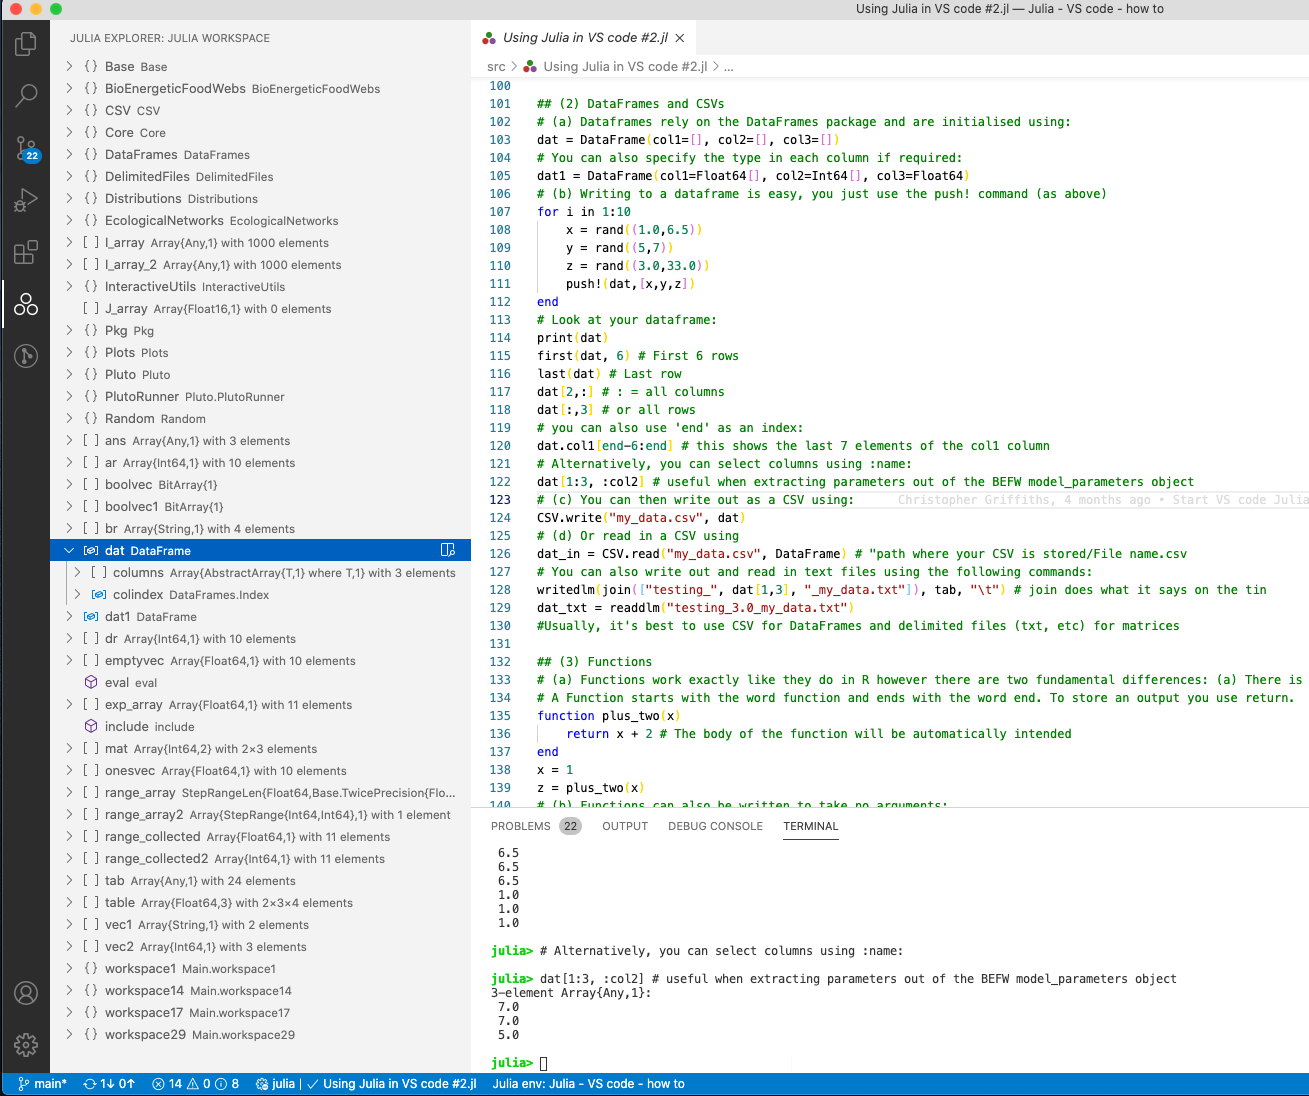 Using Julia in VS code #2.jl — Julia - VS code - how to
JULIA EXPLORER: JULIA WORKSPACE
{} Base Base
{} BioEnergeticFoodWebs BioEnergeticFoodWebs
{} CSV CSV
{} Core Core
{} DataFrames DataFrames
{} DelimitedFiles DelimitedFiles
{} Distributions Distributions
{} EcologicalNetworks EcologicalNetworks
[ ] I_array Array{Any,1} with 1000 elements
[ ] I_array_2 Array{Any,1} with 1000 elements
{} InteractiveUtils InteractiveUtils
[ ] J_array Array{Float16,1} with 0 elements
{} Pkg Pkg
{} Plots Plots
{} Pluto Pluto
{} PlutoRunner Pluto.PlutoRunner
{} Random Random
[ ] ans Array{Any,1} with 3 elements
[ ] ar Array{Int64,1} with 10 elements
[ ] boolvec BitArray{1}
[ ] boolvec1 BitArray{1}
[ ] br Array{String,1} with 4 elements
dat DataFrame
[ ] columns Array{AbstractArray{T,1} where T,1} with 3 elements
colindex DataFrames.Index
dat1 DataFrame
[ ] dr Array{Int64,1} with 10 elements
[ ] emptyvec Array{Float64,1} with 10 elements
eval eval
[ ] exp_array Array{Float64,1} with 11 elements
include include
[ ] mat Array{Int64,2} with 2×3 elements
[ ] onesvec Array{Float64,1} with 10 elements
[ ] range_array StepRangeLen{Float64,Base.TwicePrecision{Flo...
[ ] range_array2 Array{StepRange{Int64,Int64},1} with 1 element
[ ] range_collected Array{Float64,1} with 11 elements
[ ] range_collected2 Array{Int64,1} with 11 elements
[ ] tab Array{Any,1} with 24 elements
[ ] table Array{Float64,3} with 2×3×4 elements
[ ] vec1 Array{String,1} with 2 elements
[ ] vec2 Array{Int64,1} with 3 elements
{} workspace1 Main.workspace1
{} workspace14 Main.workspace14
{} workspace17 Main.workspace17
{} workspace29 Main.workspace29
22
Using Julia in VS code #2.jl ×
src > Using Julia in VS code #2.jl > ...
100
101 ## (2) DataFrames and CSVs
102 # (a) Dataframes rely on the DataFrames package and are initialised using:
103 dat = DataFrame(col1=[], col2=[], col3=[])
104 # You can also specify the type in each column if required:
105 dat1 = DataFrame(col1=Float64[], col2=Int64[], col3=Float64)
106 # (b) Writing to a dataframe is easy, you just use the push! command (as above)
107 for i in 1:10
108 x = rand((1.0,6.5))
109 y = rand((5,7))
110 z = rand((3.0,33.0))
111 push!(dat,[x,y,z])
112 end
113 # Look at your dataframe:
114 print(dat)
115 first(dat, 6) # First 6 rows
116 last(dat) # Last row
117 dat[2,:] # : = all columns
118 dat[:,3] # or all rows
119 # you can also use 'end' as an index:
120 dat.col1[end-6:end] # this shows the last 7 elements of the col1 column
121 # Alternatively, you can select columns using :name:
122 dat[1:3, :col2] # useful when extracting parameters out of the BEFW model_parameters object
123 # (c) You can then write out as a CSV using: Christopher Griffiths, 4 months ago • Start VS code Julia
124 CSV.write("my_data.csv", dat)
125 # (d) Or read in a CSV using
126 dat_in = CSV.read("my_data.csv", DataFrame) # "path where your CSV is stored/File name.csv
127 # You can also write out and read in text files using the following commands:
128 writedlm(join(["testing_", dat[1,3], "_my_data.txt"]), tab, "\t") # join does what it says on the tin
129 dat_txt = readdlm("testing_3.0_my_data.txt")
130 #Usually, it's best to use CSV for DataFrames and delimited files (txt, etc) for matrices
131
132 ## (3) Functions
133 # (a) Functions work exactly like they do in R however there are two fundamental differences: (a) There is
134 # A Function starts with the word function and ends with the word end. To store an output you use return.
135 function plus_two(x)
136 return x + 2 # The body of the function will be automatically intended
137 end
138 x = 1
139 z = plus_two(x)
140 # (b) Functions can also be written to take no arguments:
PROBLEMS 22 OUTPUT DEBUG CONSOLE TERMINAL
6.5
6.5
6.5
1.0
1.0
1.0
julia> # Alternatively, you can select columns using :name:
julia> dat[1:3, :col2] # useful when extracting parameters out of the BEFW model_parameters object
3-element Array{Any,1}:
7.0
7.0
5.0
julia>
main* 1↓ 0↑ 14 0 8 julia | ✓ Using Julia in VS code #2.jl Julia env: Julia - VS code - how to